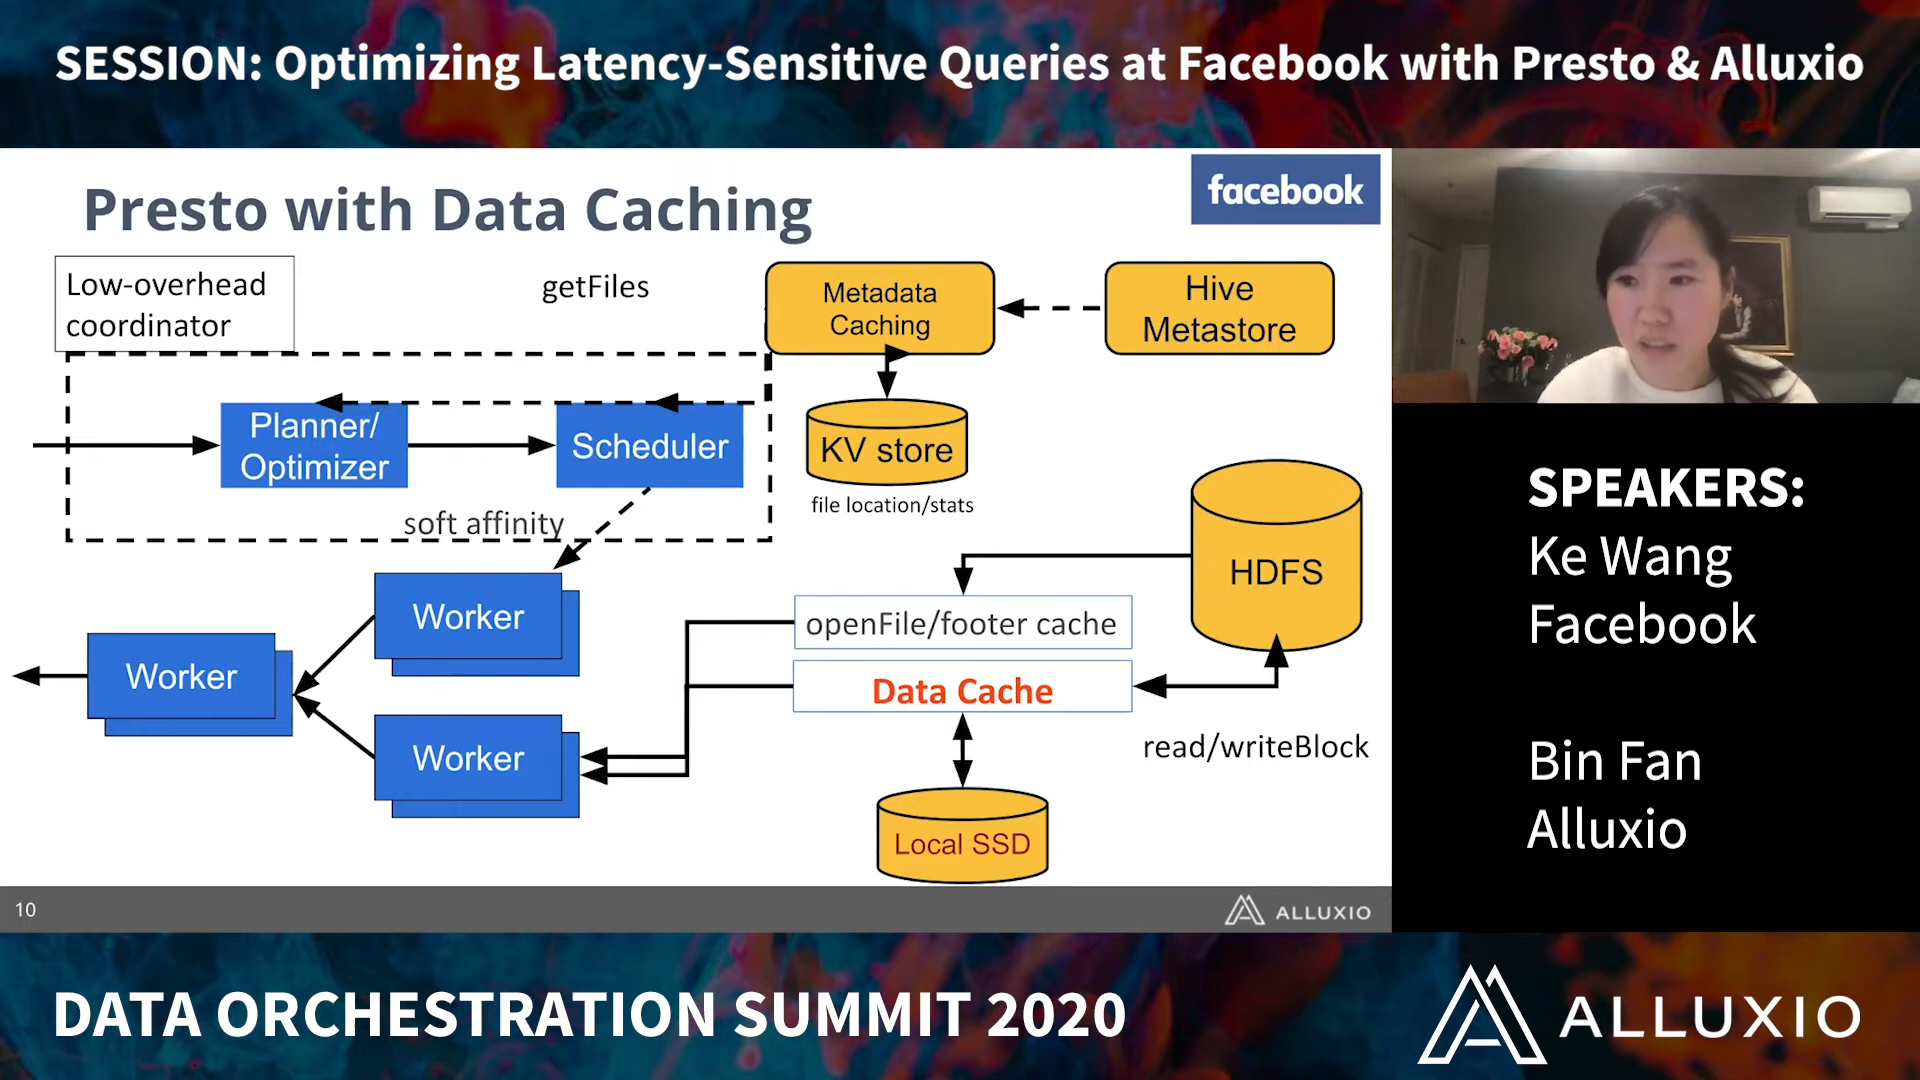 SESSION: Optimizing Latency-Sensitive Queries at Facebook with Presto & Alluxio
Presto with Data Caching
facebook
Low-overhead
coordinator
getFiles
Metadata
Caching
Hive
Metastore
Planner/
Optimizer
Scheduler
KV store
file location/stats
soft affinity
HDFS
Worker
openFile/footer cache
Worker
Data Cache
Worker
read/writeBlock
Local SSD
10
ALLUXIO
SPEAKERS:
Ke Wang
Facebook
Bin Fan
Alluxio
DATA ORCHESTRATION SUMMIT 2020
ALLUXIO